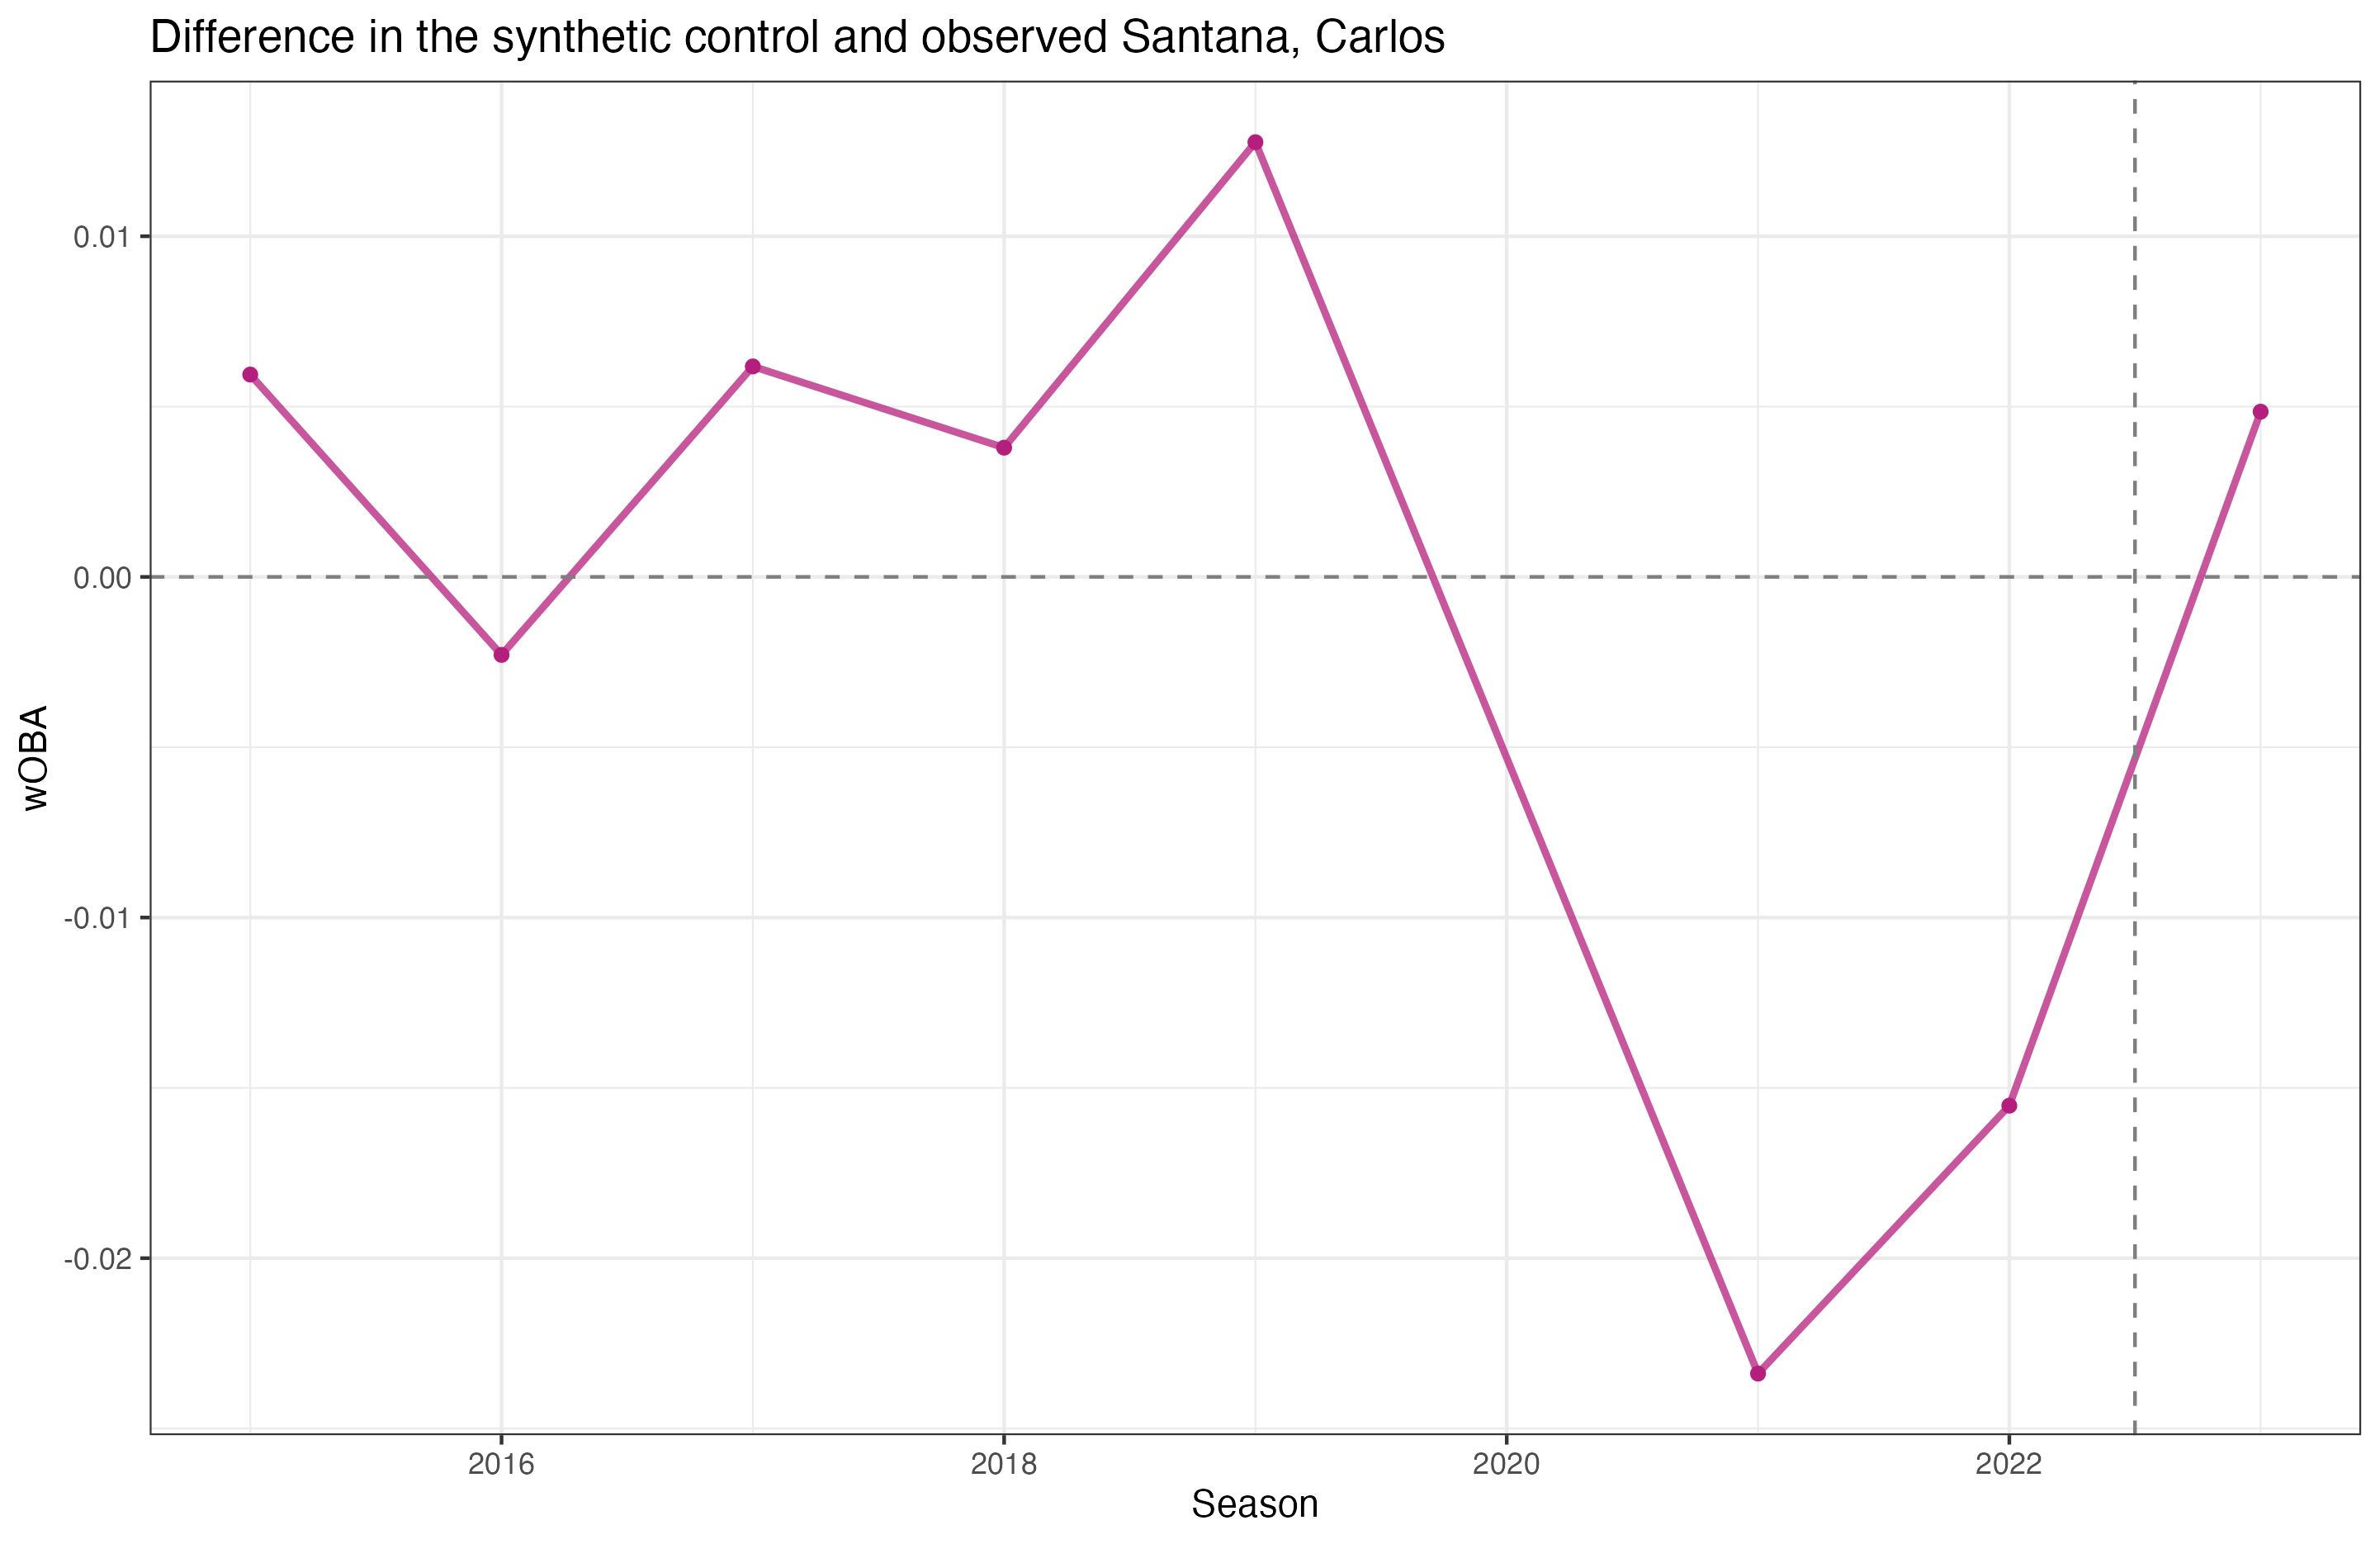 Difference in the synthetic control and observed Santana, Carlos
wOBA
0.01
0.00
-0.01
-0.02
2016
2018
2020
2022
Season